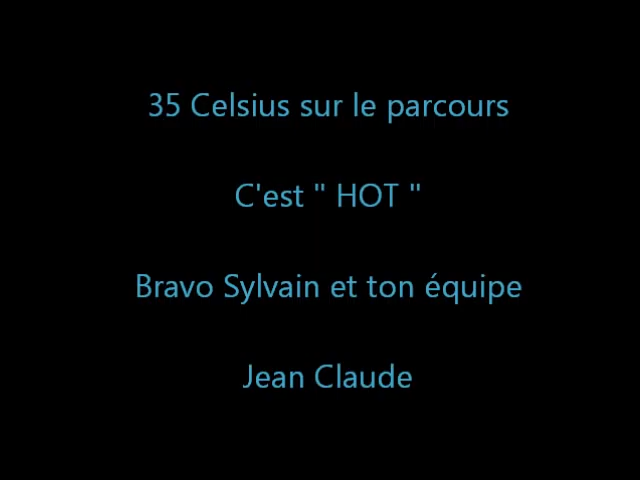 35 Celsius sur le parcours
C'est " HOT "
Bravo Sylvain et ton équipe
Jean Claude